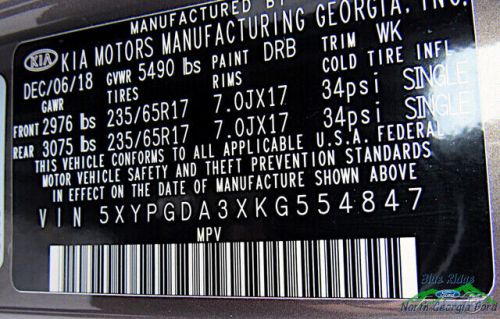 MANUFACTURED BY
KIA KIA MOTORS MANUFACTURING GEORGIA, INC.
DEC/06/18 GVWR 5490 lbs PAINT DRB TRIM WK
GAWR TIRES RIMS COLD TIRE INFL
FRONT 2976 lbs 235/65R17 7.0JX17 34psi SINGLE
REAR 3075 lbs 235/65R17 7.0JX17 34psi SINGLE
THIS VEHICLE CONFORMS TO ALL APPLICABLE U.S.A. FEDERAL
MOTOR VEHICLE SAFETY AND THEFT PREVENTION STANDARDS
IN EFFECT ON THE DATE OF MANUFACTURE SHOWN ABOVE
VIN 5XYPGDA3XKG554847
MPV
Blue Ridge
North Georgia Ford